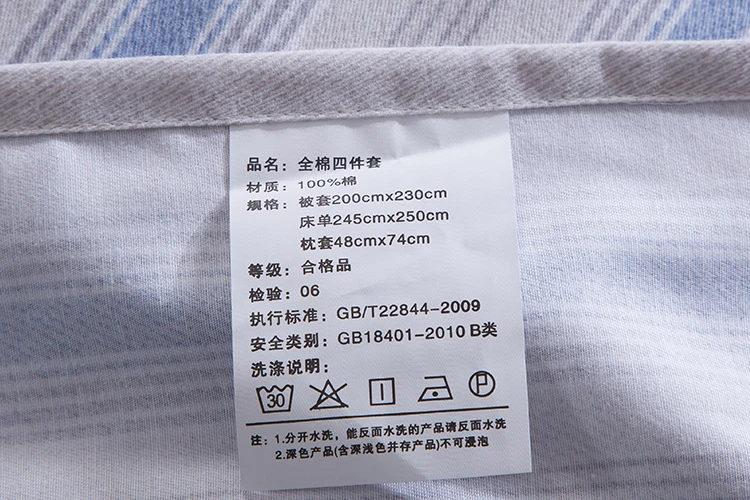 品名：全棉四件套
材质：100%棉
规格：被套200cmx230cm
床单245cmx250cm
枕套48cmx74cm
等级：合格品
检验：06
执行标准：GB/T22844-2009
安全类别：GB18401-2010 B类
洗涤说明：
30 P
注：1.分开水洗，能反面水洗的产品请反面水洗
2.深色产品(含深浅色并存产品)不可浸泡